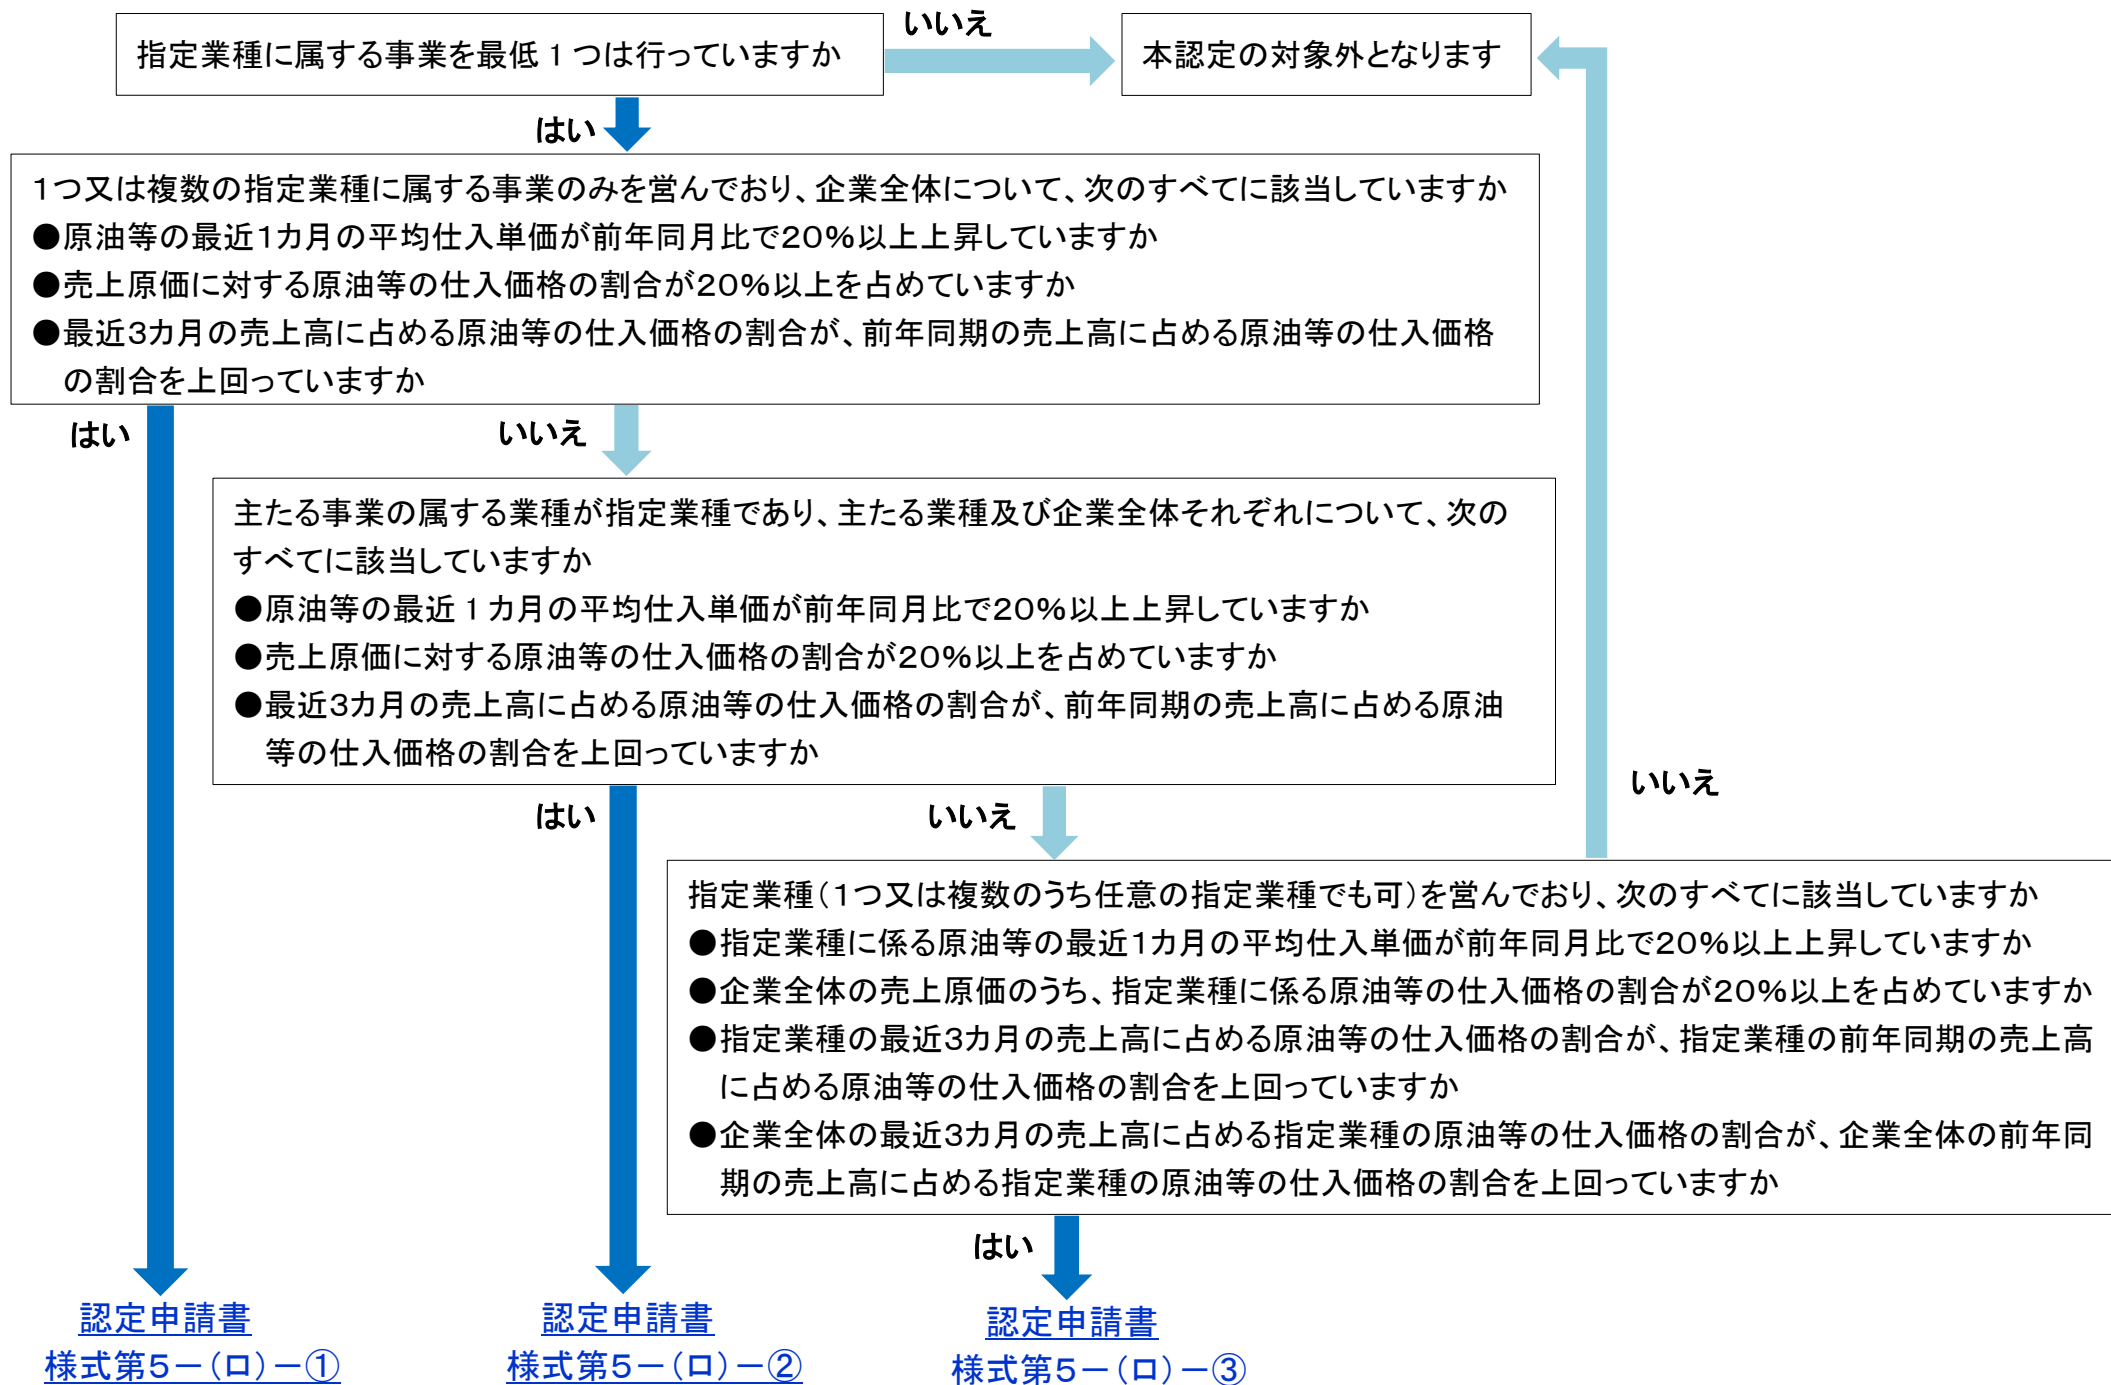 いいえ
指定業種に属する事業を最低１つは行っていますか
本認定の対象外となります
はい
１つ又は複数の指定業種に属する事業のみを営んでおり、企業全体について、次のすべてに該当していますか
●原油等の最近１カ月の平均仕入単価が前年同月比で２０％以上上昇していますか
●売上原価に対する原油等の仕入価格の割合が２０％以上を占めていますか
●最近３カ月の売上高に占める原油等の仕入価格の割合が、前年同期の売上高に占める原油等の仕入価格
の割合を上回っていますか
はい
いいえ
主たる事業の属する業種が指定業種であり、主たる業種及び企業全体それぞれについて、次の
すべてに該当していますか
●原油等の最近１カ月の平均仕入単価が前年同月比で２０％以上上昇していますか
●売上原価に対する原油等の仕入価格の割合が２０％以上を占めていますか
●最近３カ月の売上高に占める原油等の仕入価格の割合が、前年同期の売上高に占める原油
等の仕入価格の割合を上回っていますか
いいえ
はい
いいえ
指定業種（１つ又は複数のうち任意の指定業種でも可）を営んでおり、次のすべてに該当していますか
●指定業種に係る原油等の最近１カ月の平均仕入単価が前年同月比で２０％以上上昇していますか
●企業全体の売上原価のうち、指定業種に係る原油等の仕入価格の割合が２０％以上を占めていますか
●指定業種の最近３カ月の売上高に占める原油等の仕入価格の割合が、指定業種の前年同期の売上高
に占める原油等の仕入価格の割合を上回っていますか
●企業全体の最近３カ月の売上高に占める指定業種の原油等の仕入価格の割合が、企業全体の前年同
期の売上高に占める指定業種の原油等の仕入価格の割合を上回っていますか
はい
認定申請書
様式第５－（ロ）－①
認定申請書
様式第５－（ロ）－②
認定申請書
様式第５－（ロ）－③